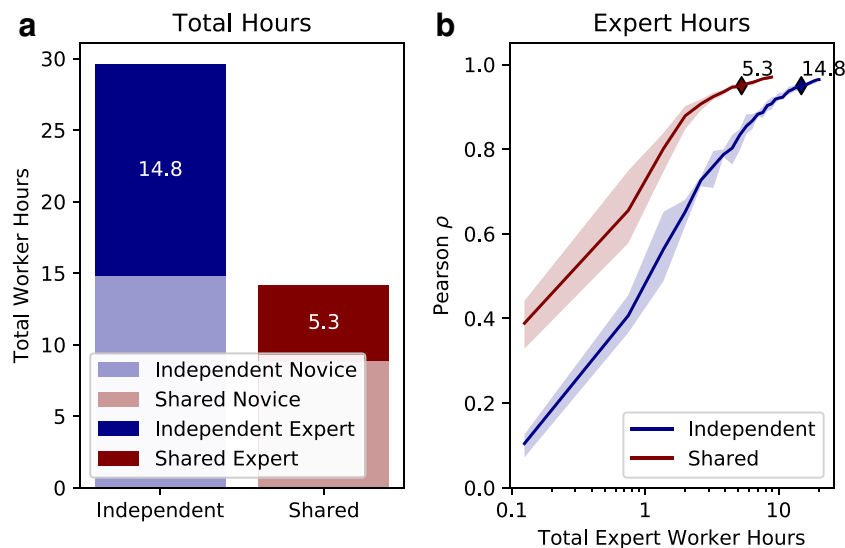 a
Total Hours
Total Worker Hours
30
25
20
15
10
5
0
14.8
5.3
Independent Novice
Shared Novice
Independent Expert
Shared Expert
Independent
Shared
b
Expert Hours
Pearson ρ
1.0
0.8
0.6
0.4
0.2
0.0
5.3
14.8
Independent
Shared
0.1
1
10
Total Expert Worker Hours